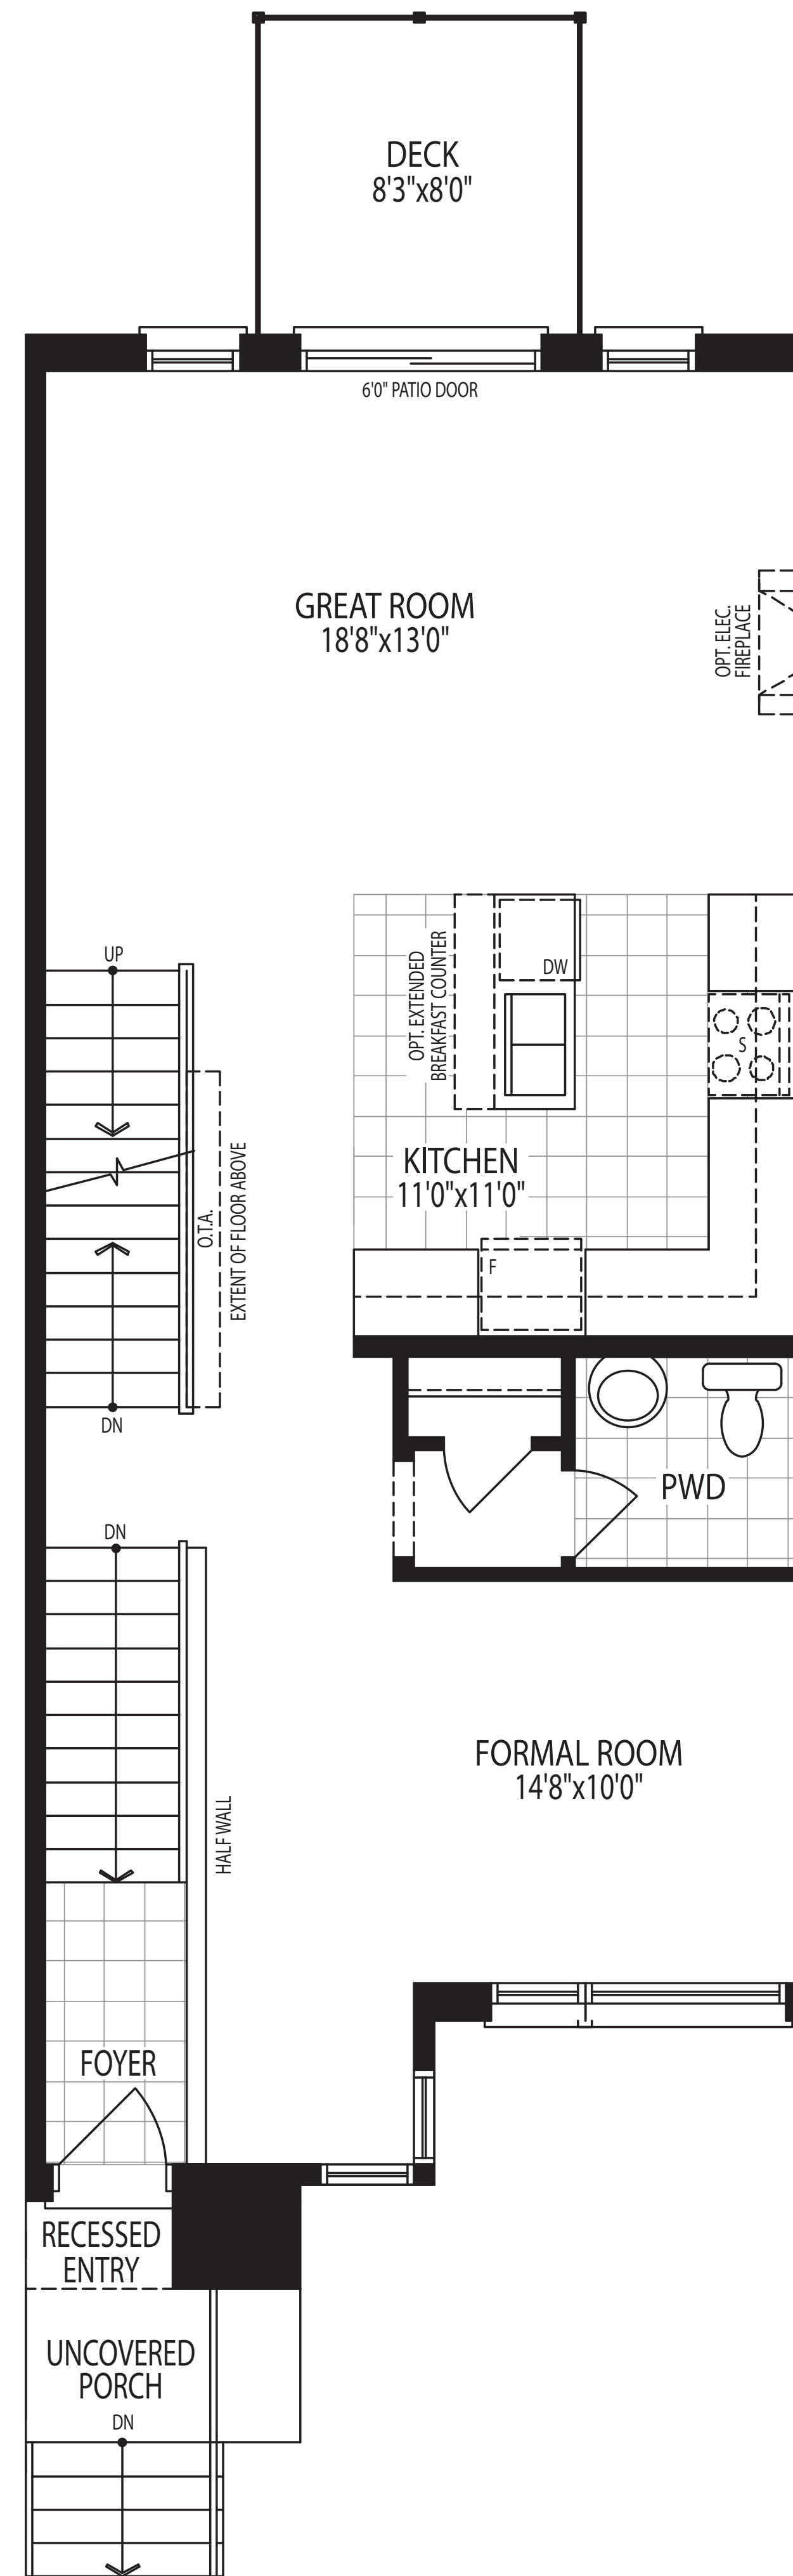 DECK
8'3"x8'0"
6'0" PATIO DOOR
GREAT ROOM
18'8"x13'0"
OPT. ELEC.
FIREPLACE
UP
OPT. EXTENDED
BREAKFAST COUNTER
DW
S
KITCHEN
11'0"x11'0"
O.T.A.
EXTENT OF FLOOR ABOVE
F
DN
PWD
DN
FORMAL ROOM
14'8"x10'0"
HALF WALL
FOYER
RECESSED
ENTRY
UNCOVERED
PORCH
DN